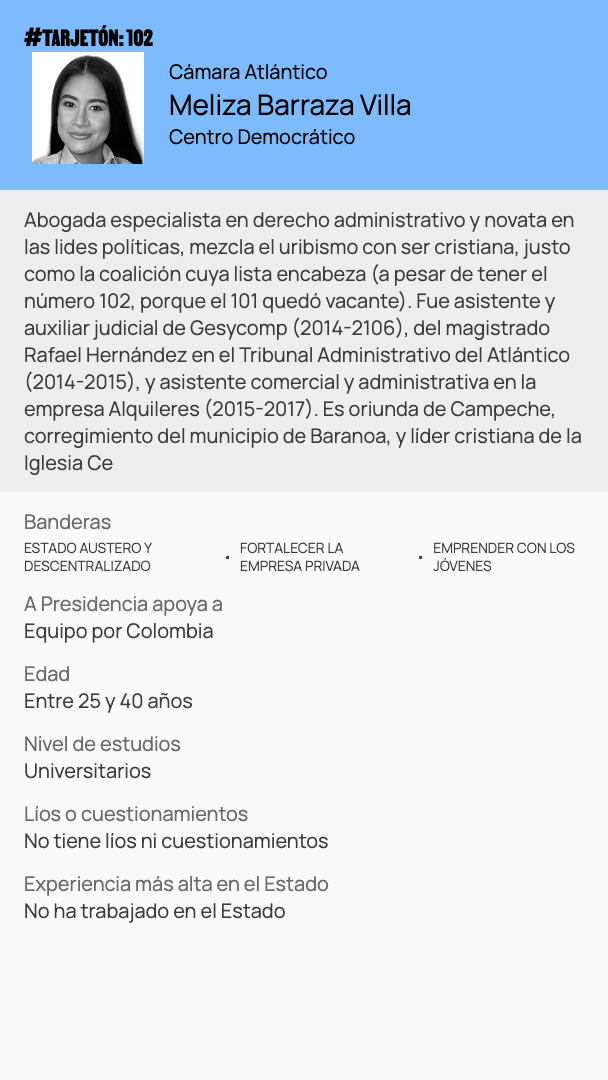 #TARJETÓN: 102
Cámara Atlántico
Meliza Barraza Villa
Centro Democrático
Abogada especialista en derecho administrativo y novata en
las lides políticas, mezcla el uribismo con ser cristiana, justo
como la coalición cuya lista encabeza (a pesar de tener el
número 102, porque el 101 quedó vacante). Fue asistente y
auxiliar judicial de Gesycomp (2014-2106), del magistrado
Rafael Hernández en el Tribunal Administrativo del Atlántico
(2014-2015), y asistente comercial y administrativa en la
empresa Alquileres (2015-2017). Es oriunda de Campeche,
corregimiento del municipio de Baranoa, y líder cristiana de la
Iglesia Ce
Banderas
ESTADO AUSTERO Y
DESCENTRALIZADO
• FORTALECER LA
EMPRESA PRIVADA
• EMPRENDER CON LOS
JÓVENES
A Presidencia apoya a
Equipo por Colombia
Edad
Entre 25 y 40 años
Nivel de estudios
Universitarios
Líos o cuestionamientos
No tiene líos ni cuestionamientos
Experiencia más alta en el Estado
No ha trabajado en el Estado